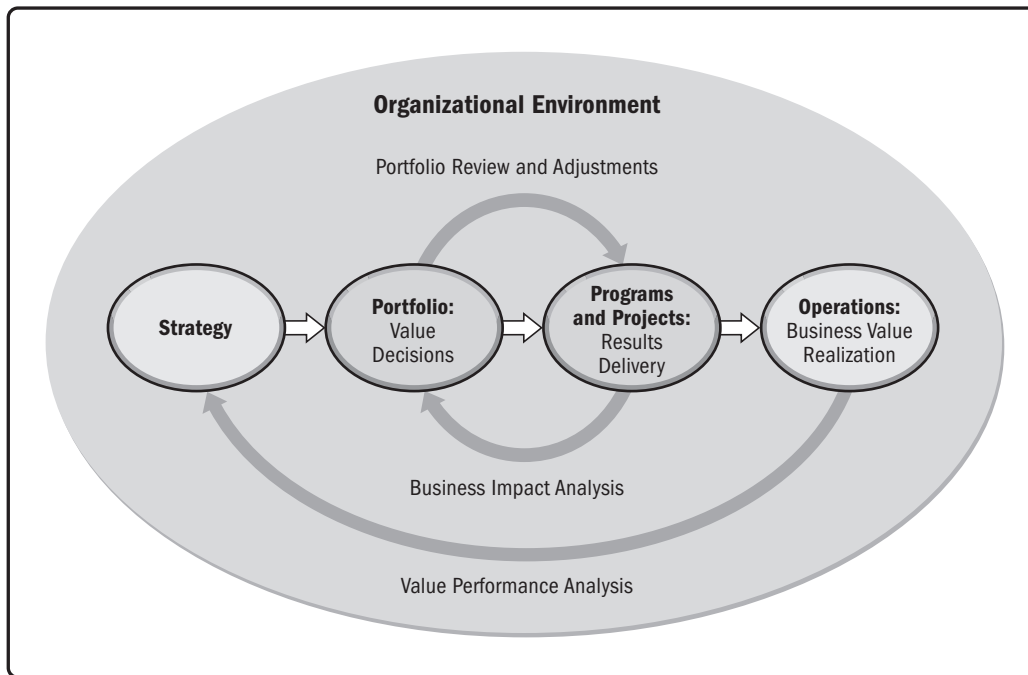 Organizational Environment
Portfolio Review and Adjustments
Strategy
Portfolio:
Value
Decisions
Programs
and Projects:
Results
Delivery
Operations:
Business Value
Realization
Business Impact Analysis
Value Performance Analysis